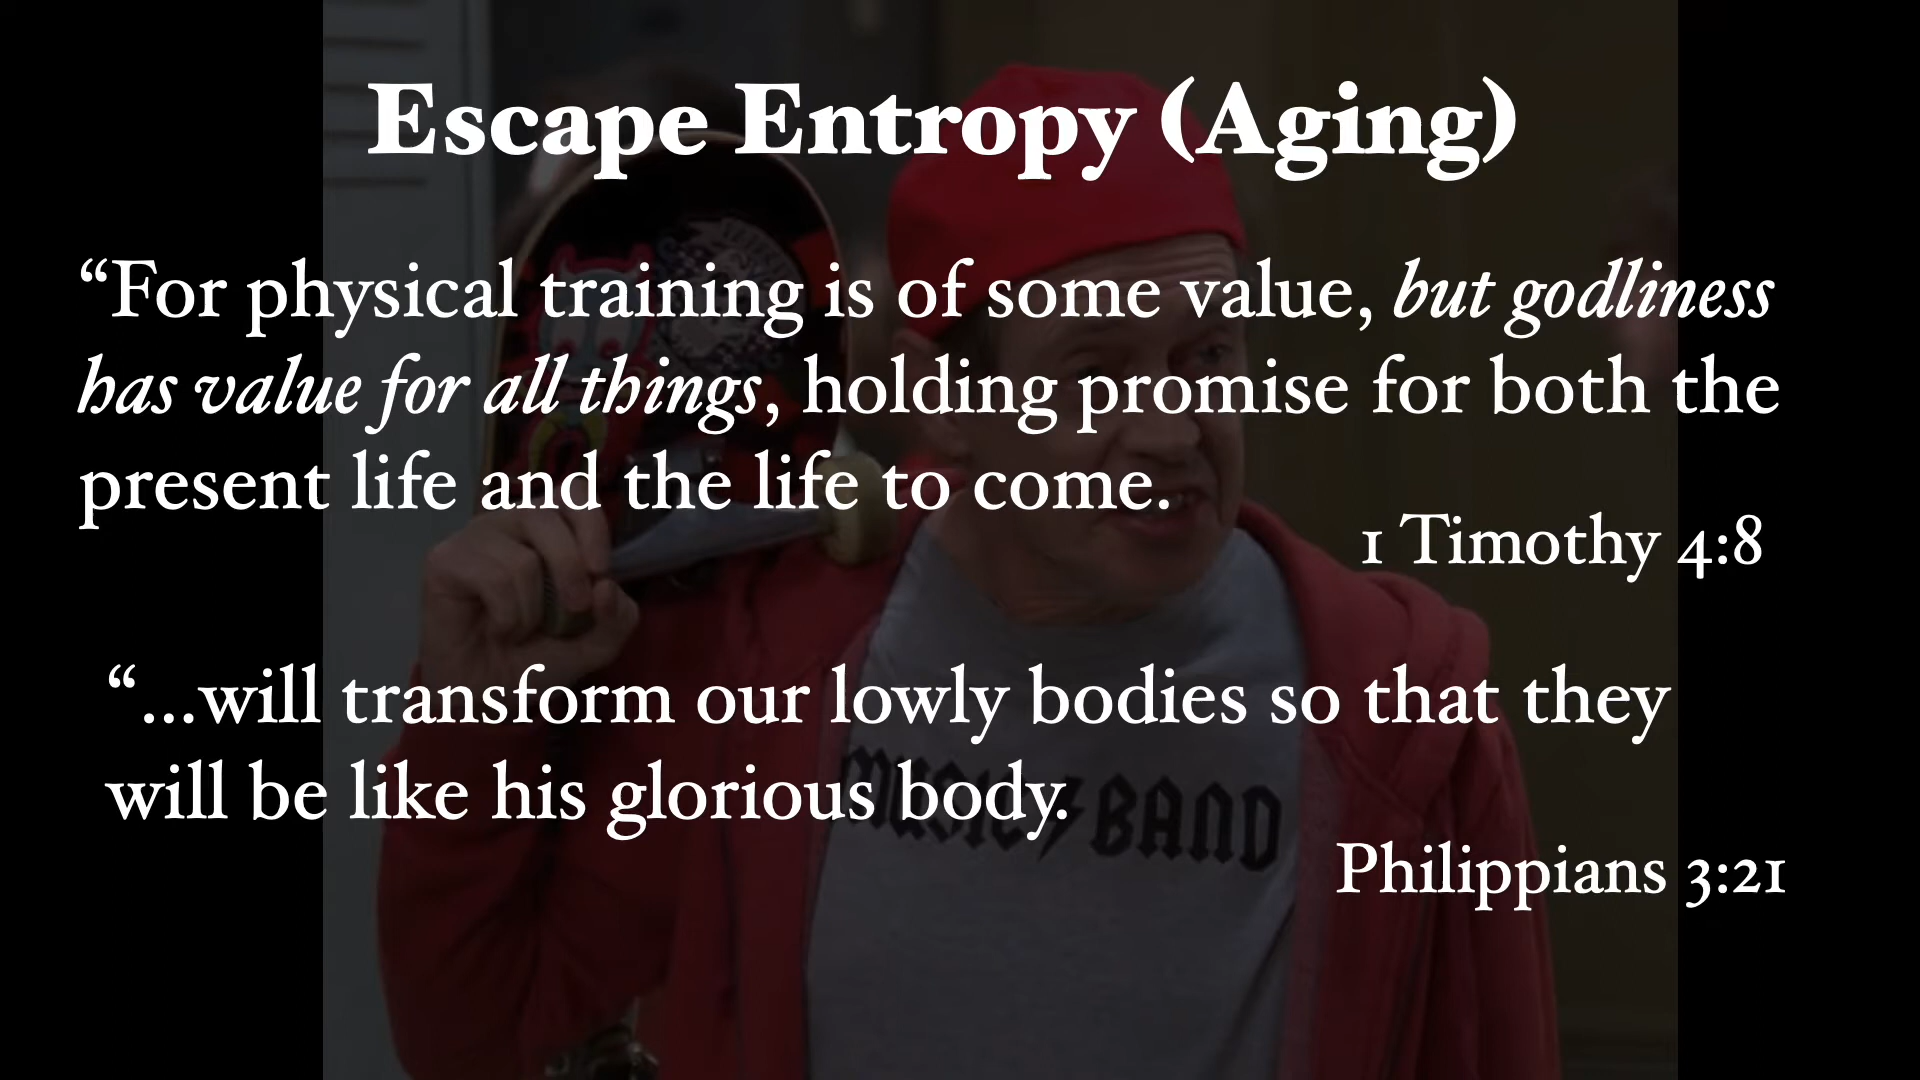 Escape Entropy (Aging)
“For physical training is of some value, but godliness
has value for all things, holding promise for both the
present life and the life to come.
1 Timothy 4:8
“…will transform our lowly bodies so that they
will be like his glorious body.
MUSIC BAND
Philippians 3:21